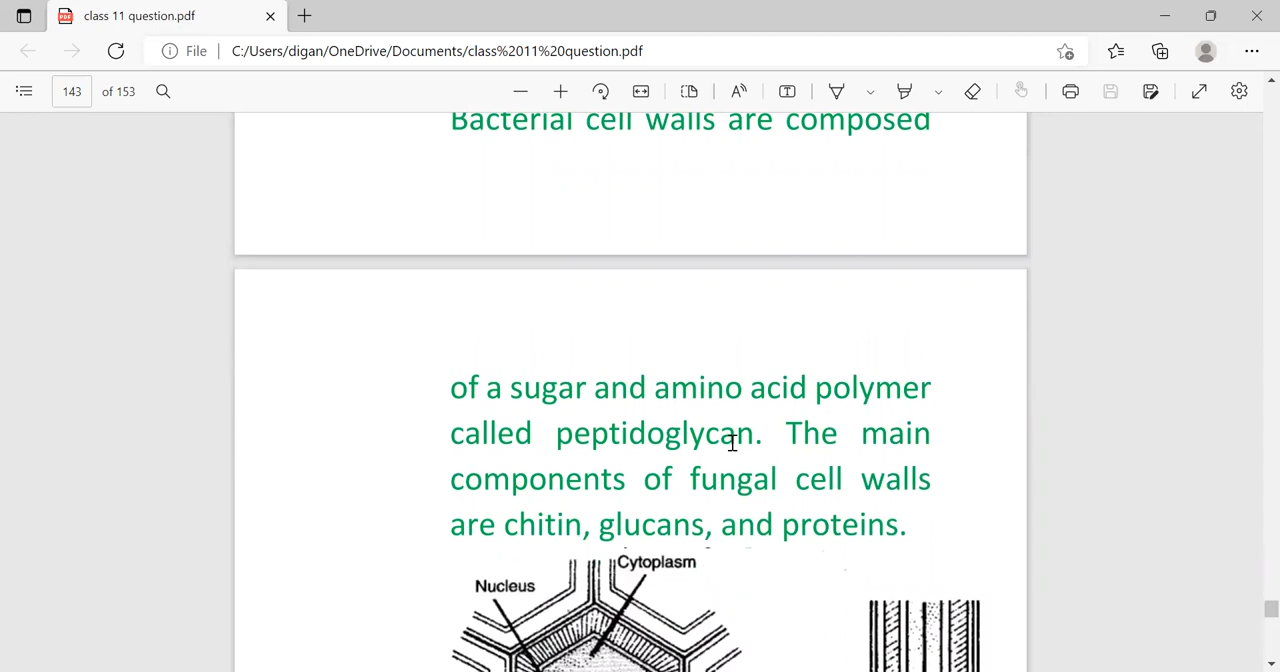 class 11 question.pdf
File
C:/Users/digan/OneDrive/Documents/class%2011%20question.pdf
143 of 153
Bacterial cell walls are composed
of a sugar and amino acid polymer
called peptidoglycan. The main
components of fungal cell walls
are chitin, glucans, and proteins.
Cytoplasm
Nucleus